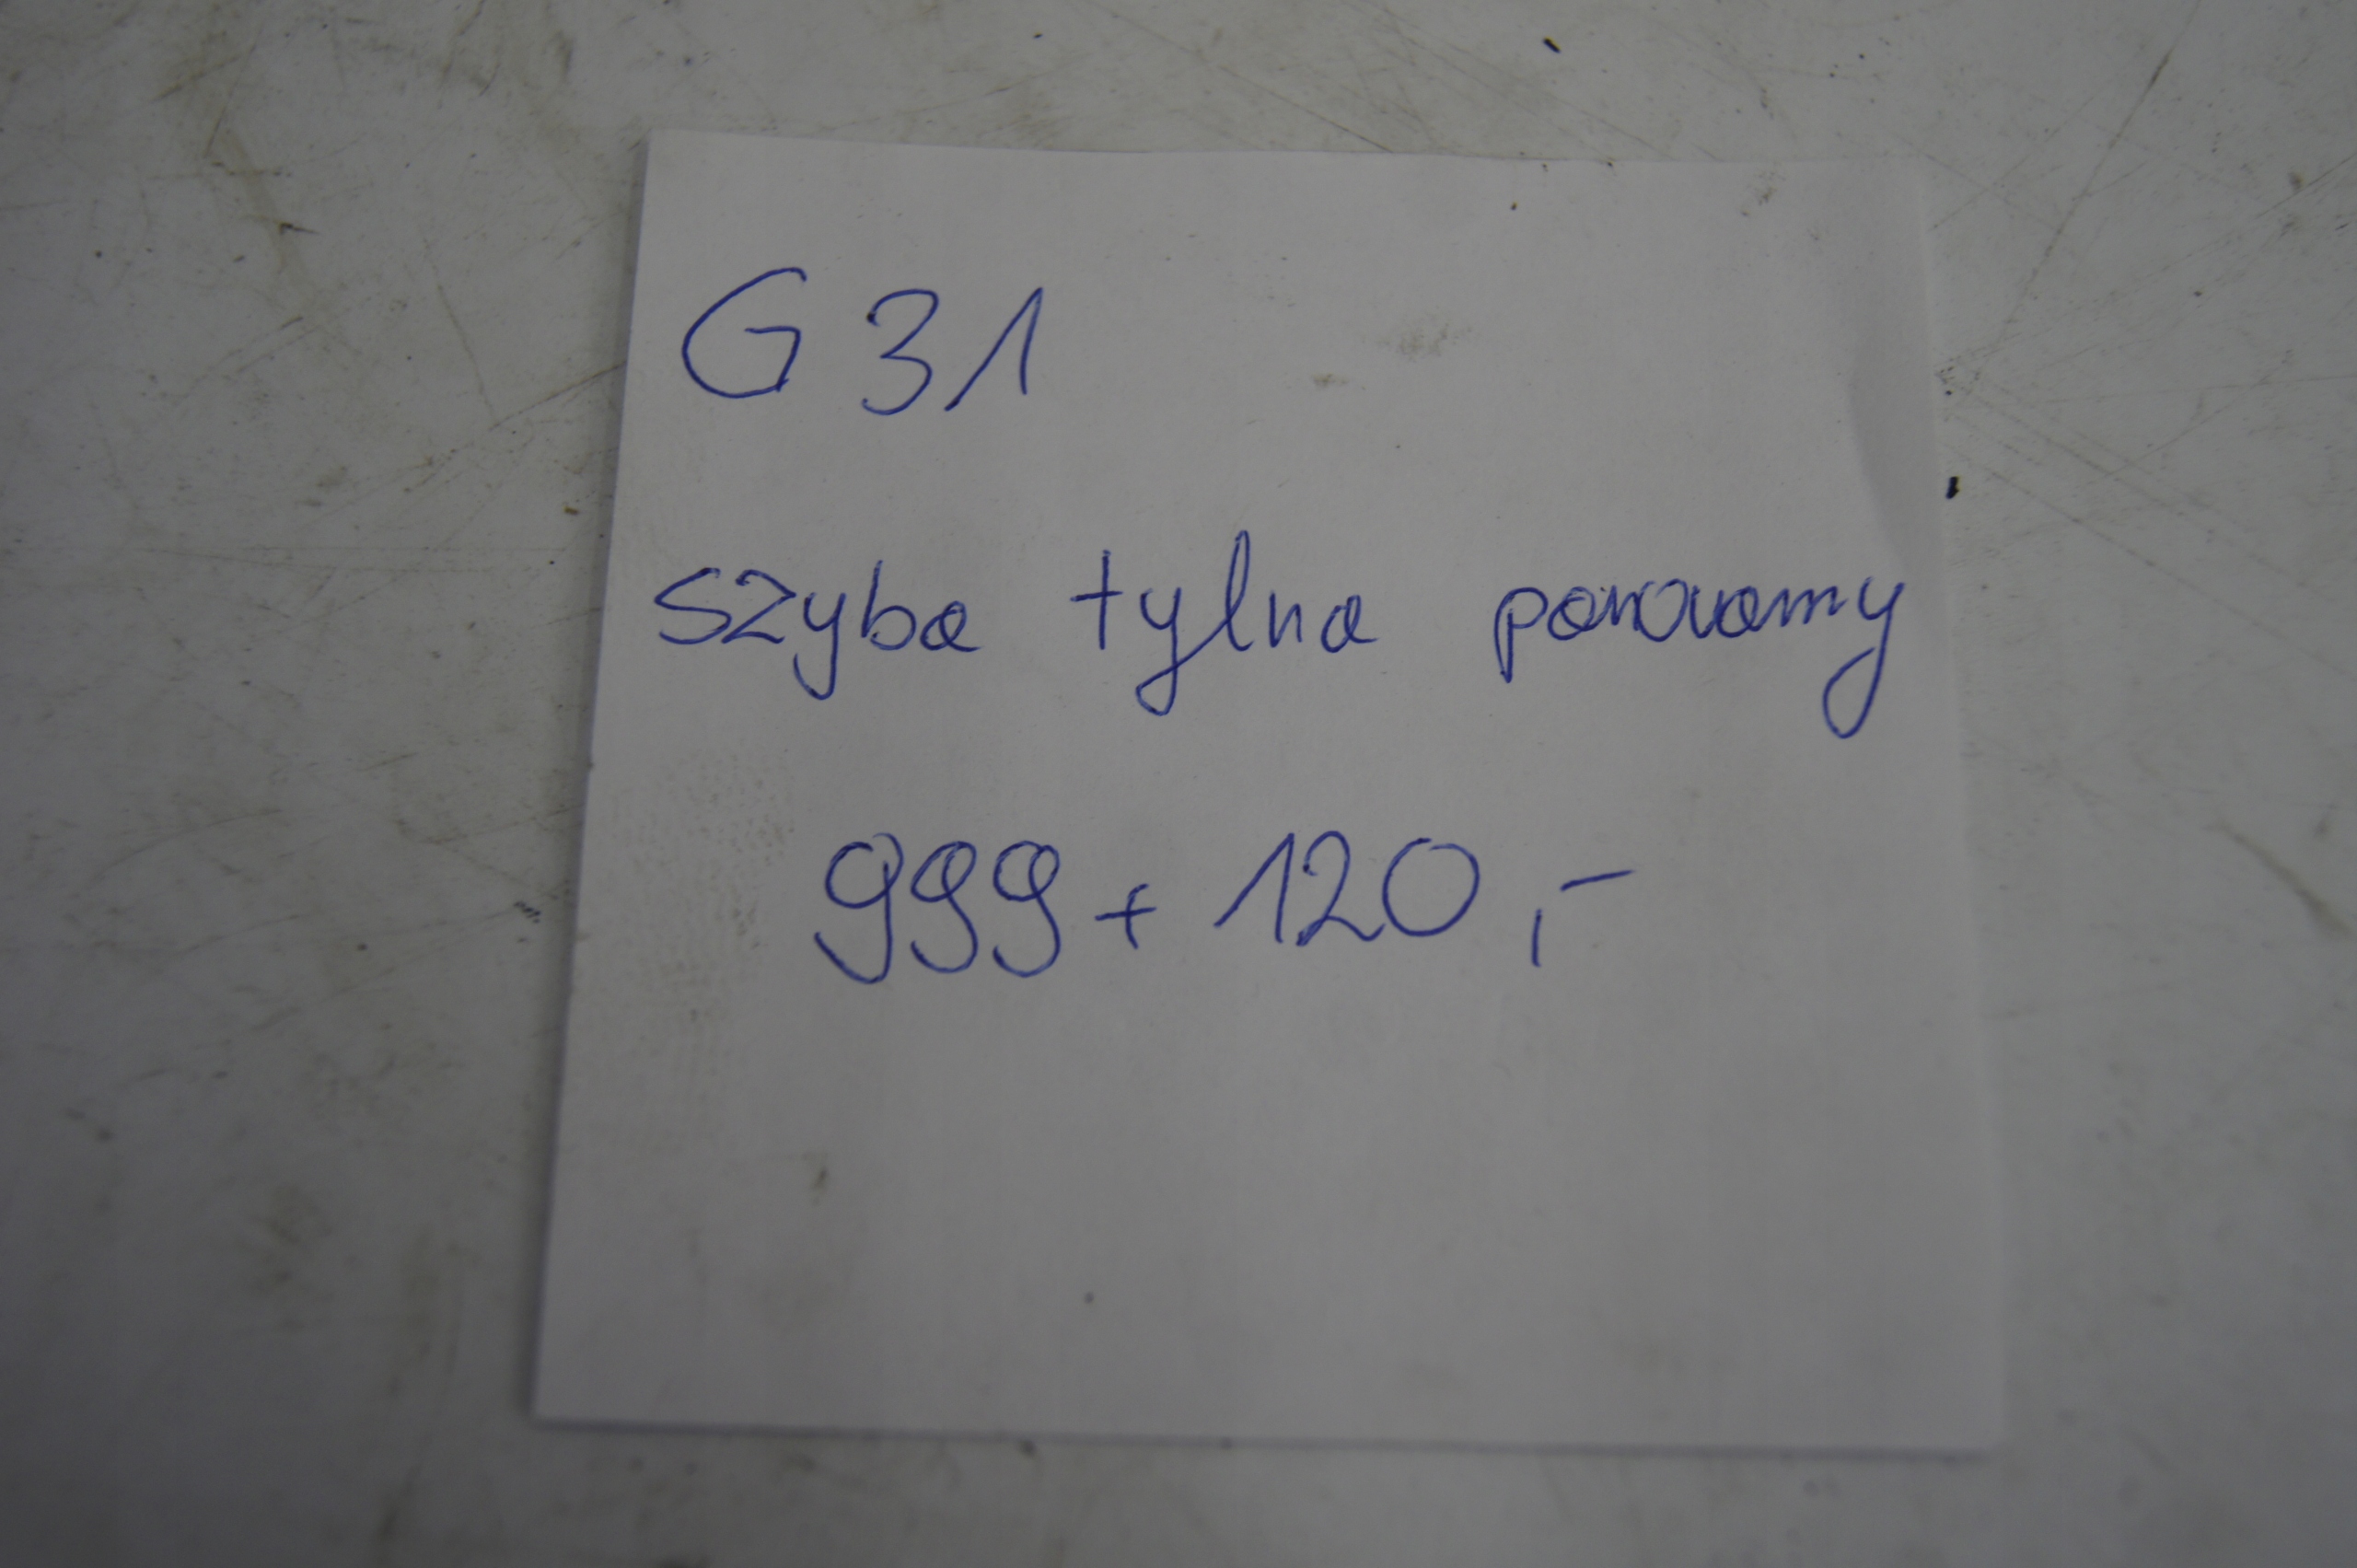 G31
szyba tylna panoramy
999 + 120,-